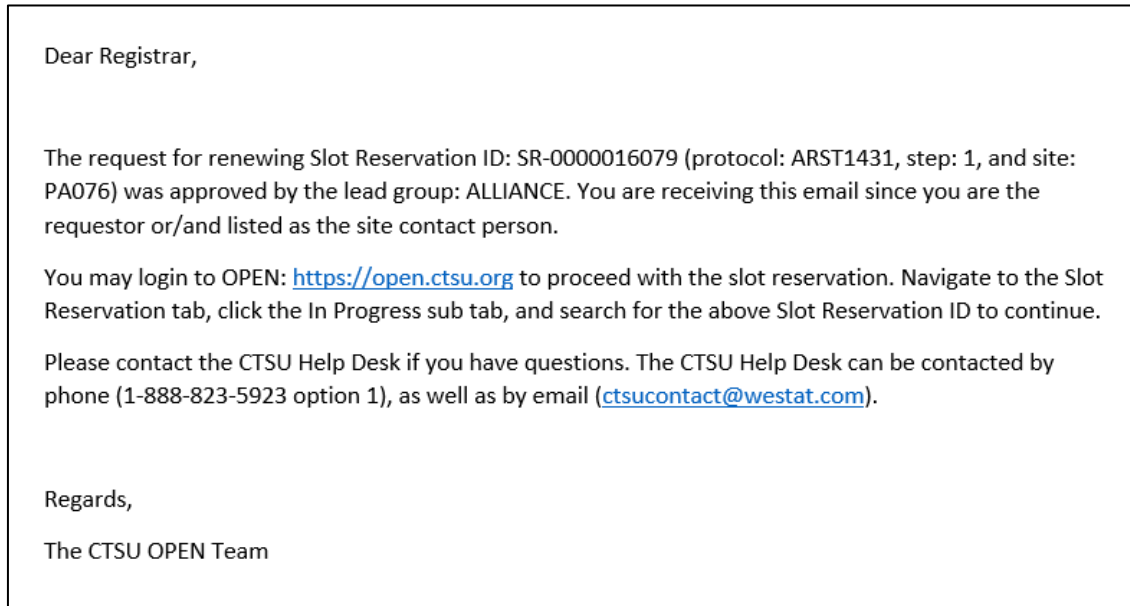 Dear Registrar,
The request for renewing Slot Reservation ID: SR-0000016079 (protocol: ARST1431, step: 1, and site:
PA076) was approved by the lead group: ALLIANCE. You are receiving this email since you are the
requestor or/and listed as the site contact person.
You may login to OPEN: https://open.ctsu.org to proceed with the slot reservation. Navigate to the Slot
Reservation tab, click the In Progress sub tab, and search for the above Slot Reservation ID to continue.
Please contact the CTSU Help Desk if you have questions. The CTSU Help Desk can be contacted by
phone (1-888-823-5923 option 1), as well as by email (ctsucontact@westat.com).
Regards,
The CTSU OPEN Team